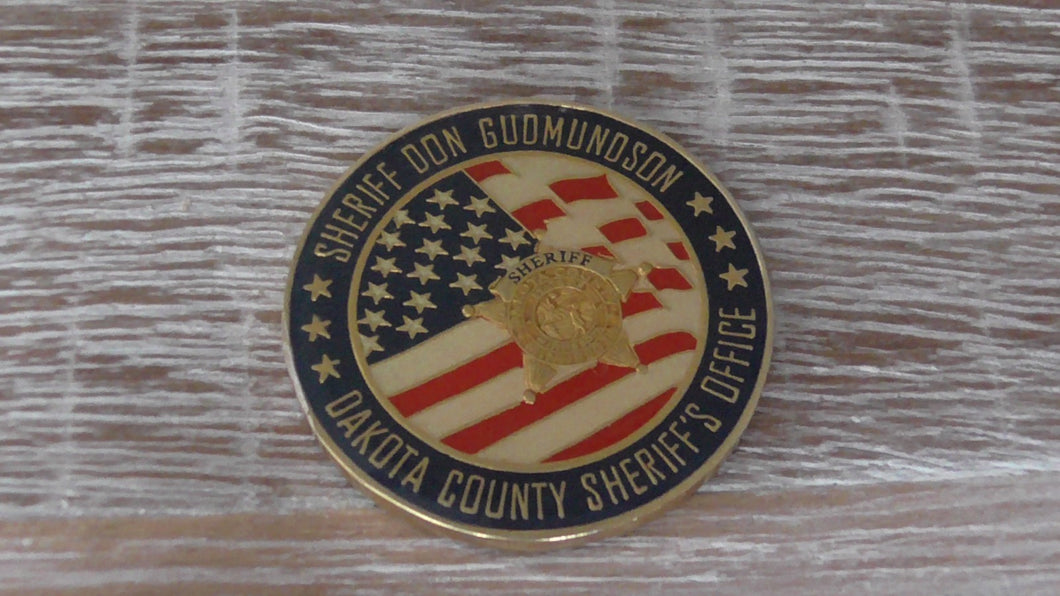 SHERIFF DON GUDMUNDSON
SHERIFF
DAKOTA COUNTY SHERIFF'S OFFICE